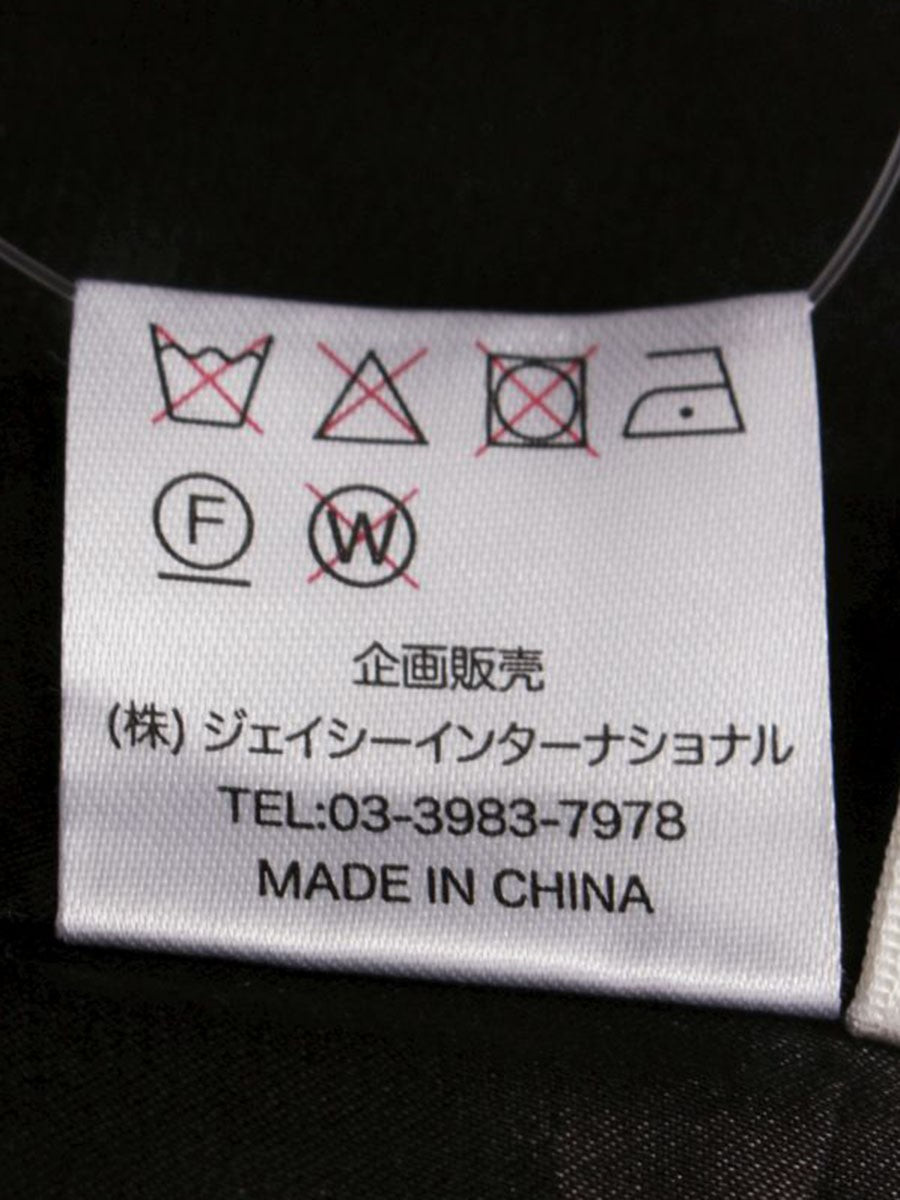 F W
企画販売
(株) ジェイシーインターナショナル
TEL:03-3983-7978
MADE IN CHINA